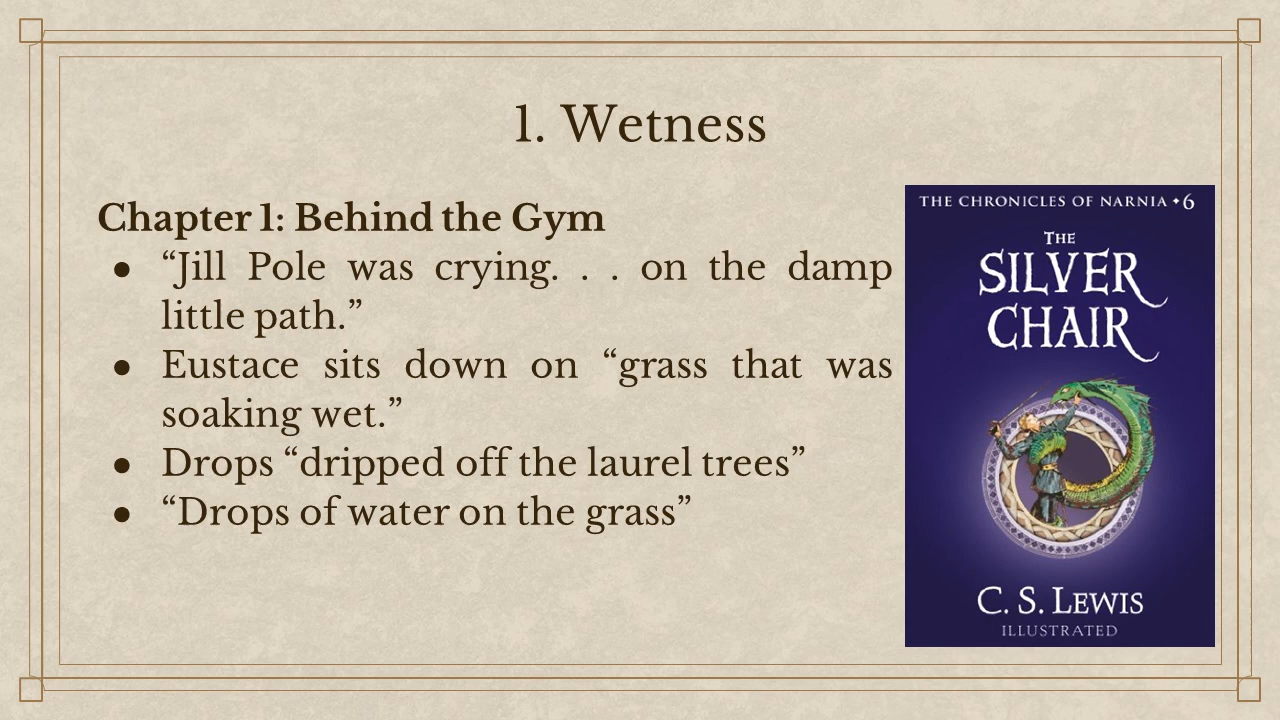 1. Wetness
Chapter 1: Behind the Gym
● “Jill Pole was crying. . . on the damp
little path.”
● Eustace sits down on “grass that was
soaking wet.”
● Drops “dripped off the laurel trees”
● “Drops of water on the grass”
THE CHRONICLES OF NARNIA ✦ 6
THE
SILVER
CHAIR
C. S. LEWIS
ILLUSTRATED